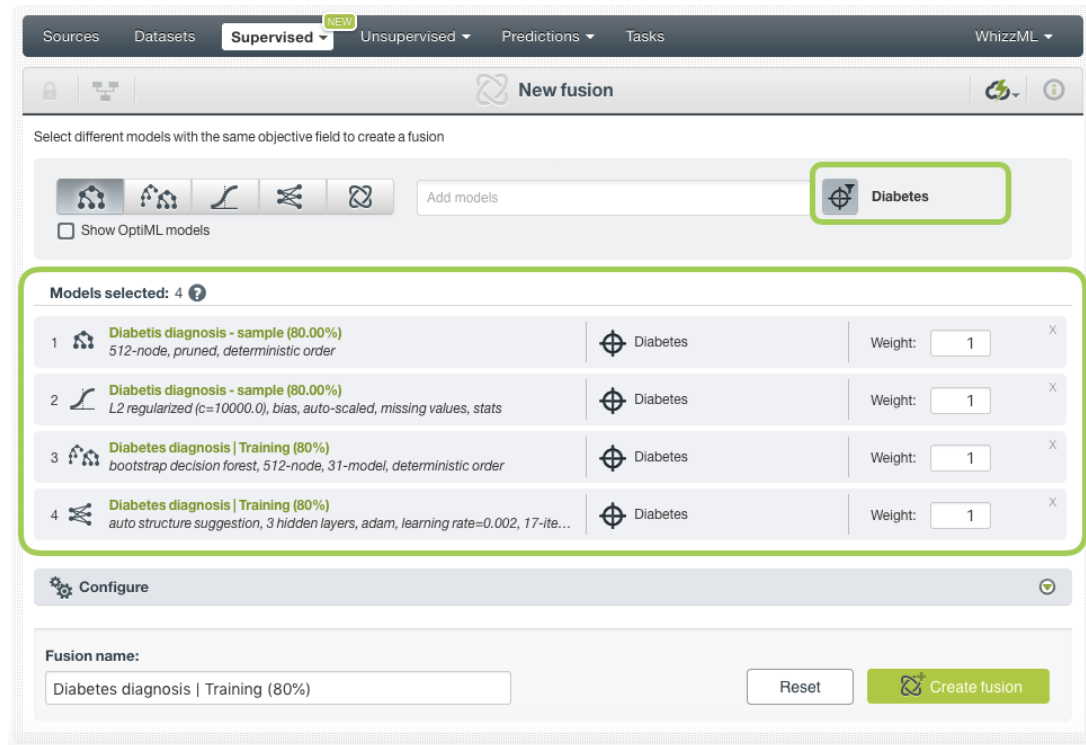 NEW
Sources Datasets Supervised Unsupervised Predictions Tasks WhizzML
New fusion
Select different models with the same objective field to create a fusion
Add models Diabetes
Show OptiML models
Models selected: 4 ?
1 Diabetis diagnosis - sample (80.00%) Diabetes Weight: 1 x
512-node, pruned, deterministic order
2 Diabetis diagnosis - sample (80.00%) Diabetes Weight: 1 x
L2 regularized (c=10000.0), bias, auto-scaled, missing values, stats
3 Diabetes diagnosis | Training (80%) Diabetes Weight: 1 x
bootstrap decision forest, 512-node, 31-model, deterministic order
4 Diabetes diagnosis | Training (80%) Diabetes Weight: 1 x
auto structure suggestion, 3 hidden layers, adam, learning rate=0.002, 17-ite...
Configure
Fusion name:
Diabetes diagnosis | Training (80%) Reset Create fusion